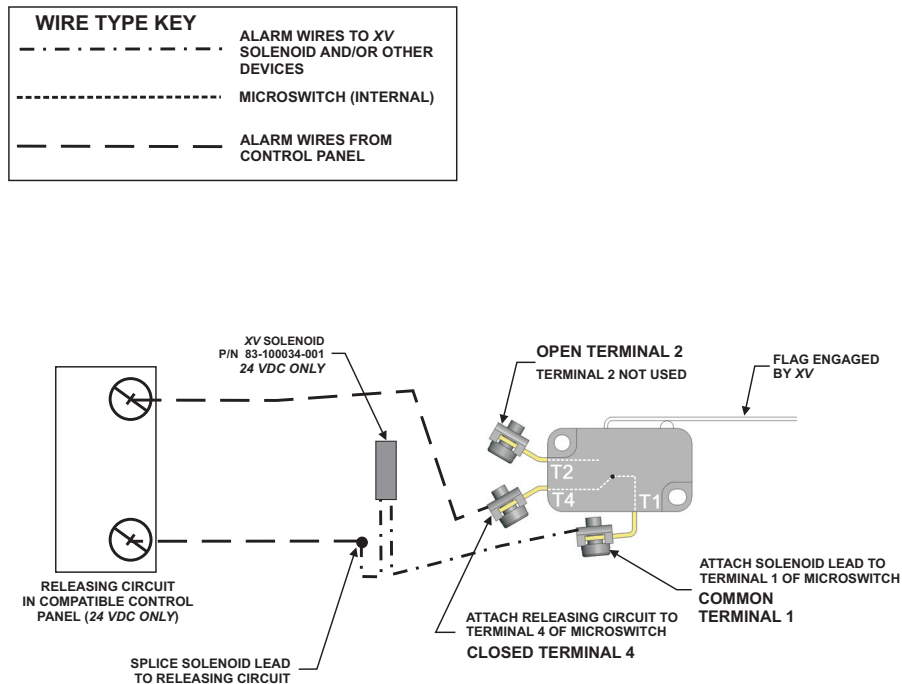 WIRE TYPE KEY
ALARM WIRES TO XV
SOLENOID AND/OR OTHER
DEVICES
MICROSWITCH (INTERNAL)
ALARM WIRES FROM
CONTROL PANEL
XV SOLENOID
P/N 83-100034-001
24 VDC ONLY
OPEN TERMINAL 2
TERMINAL 2 NOT USED
FLAG ENGAGED
BY XV
T2
T4
T1
RELEASING CIRCUIT
IN COMPATIBLE CONTROL
PANEL (24 VDC ONLY)
SPLICE SOLENOID LEAD
TO RELEASING CIRCUIT
ATTACH RELEASING CIRCUIT TO
TERMINAL 4 OF MICROSWITCH
CLOSED TERMINAL 4
ATTACH SOLENOID LEAD TO
TERMINAL 1 OF MICROSWITCH
COMMON
TERMINAL 1